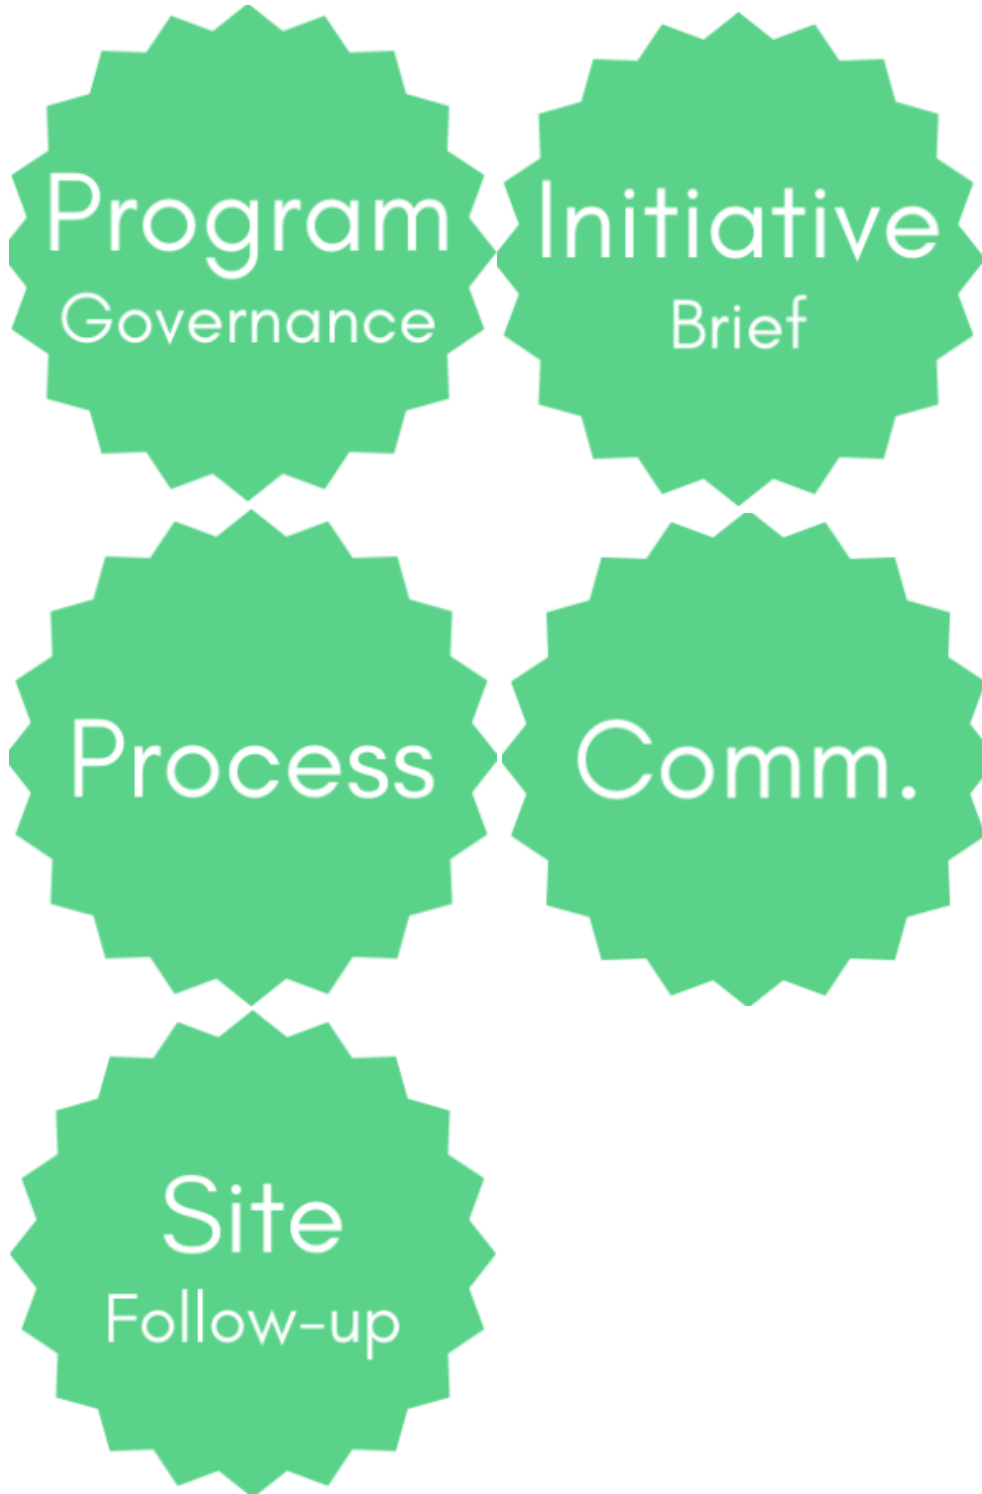 Program
Governance
Initiative
Brief
Process
Comm.
Site
Follow-up